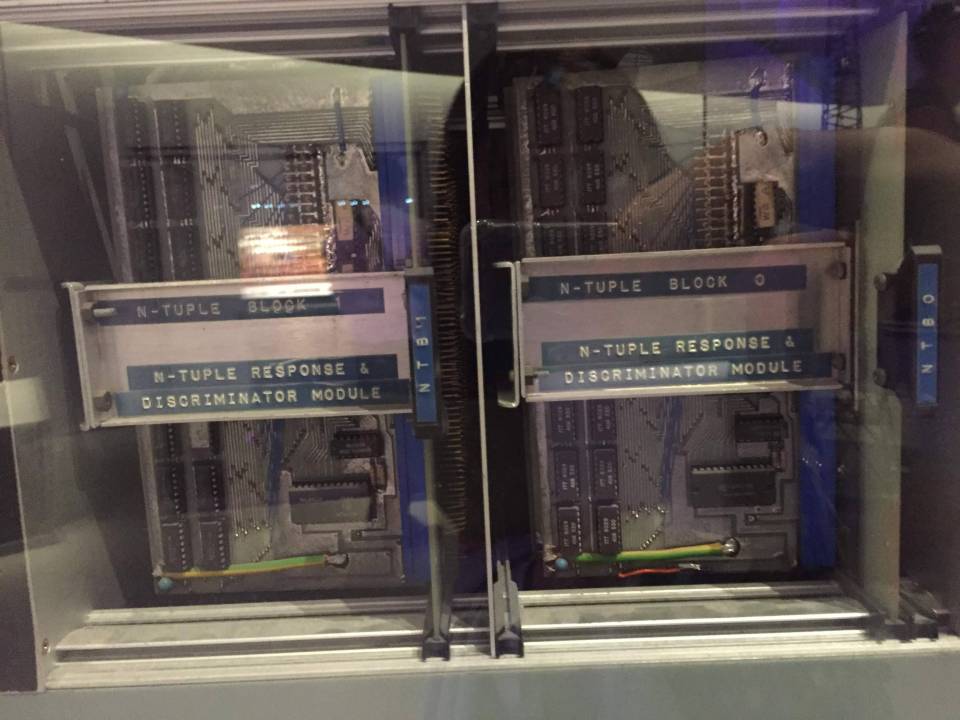 N-TUPLE BLOCK 1
N-TUPLE RESPONSE &
DISCRIMINATOR MODULE
NTB1
N-TUPLE BLOCK 0
N-TUPLE RESPONSE &
DISCRIMINATOR MODULE
NTB0